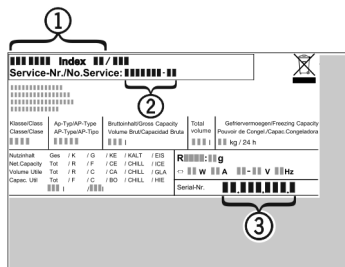 1
Index /
Service-Nr./No.Service: -
2
Klasse/Class Ap-Typ/AP-Type Bruttoinhalt/Gross Capacity Total Gefriervermoegen/Freezing Capacity
Classe/Clase AP-Type/AP-Tipo Volume Brut/Capacidad Bruta volume Pouvoir de Congel./Capac.Congeladora
l l kg / 24 h
Nutzinhalt Ges / K / G / KE / KALT / EIS R : g
Net.Capacity Tot / R / F / CE / CHILL / ICE
Volume Utile Tot / R / C / CA / CHILL / GLA W A - V Hz
Capac. Util Tot / F / C / BO / CHILL / HIE
l / l
Serial-Nr. . . .
3